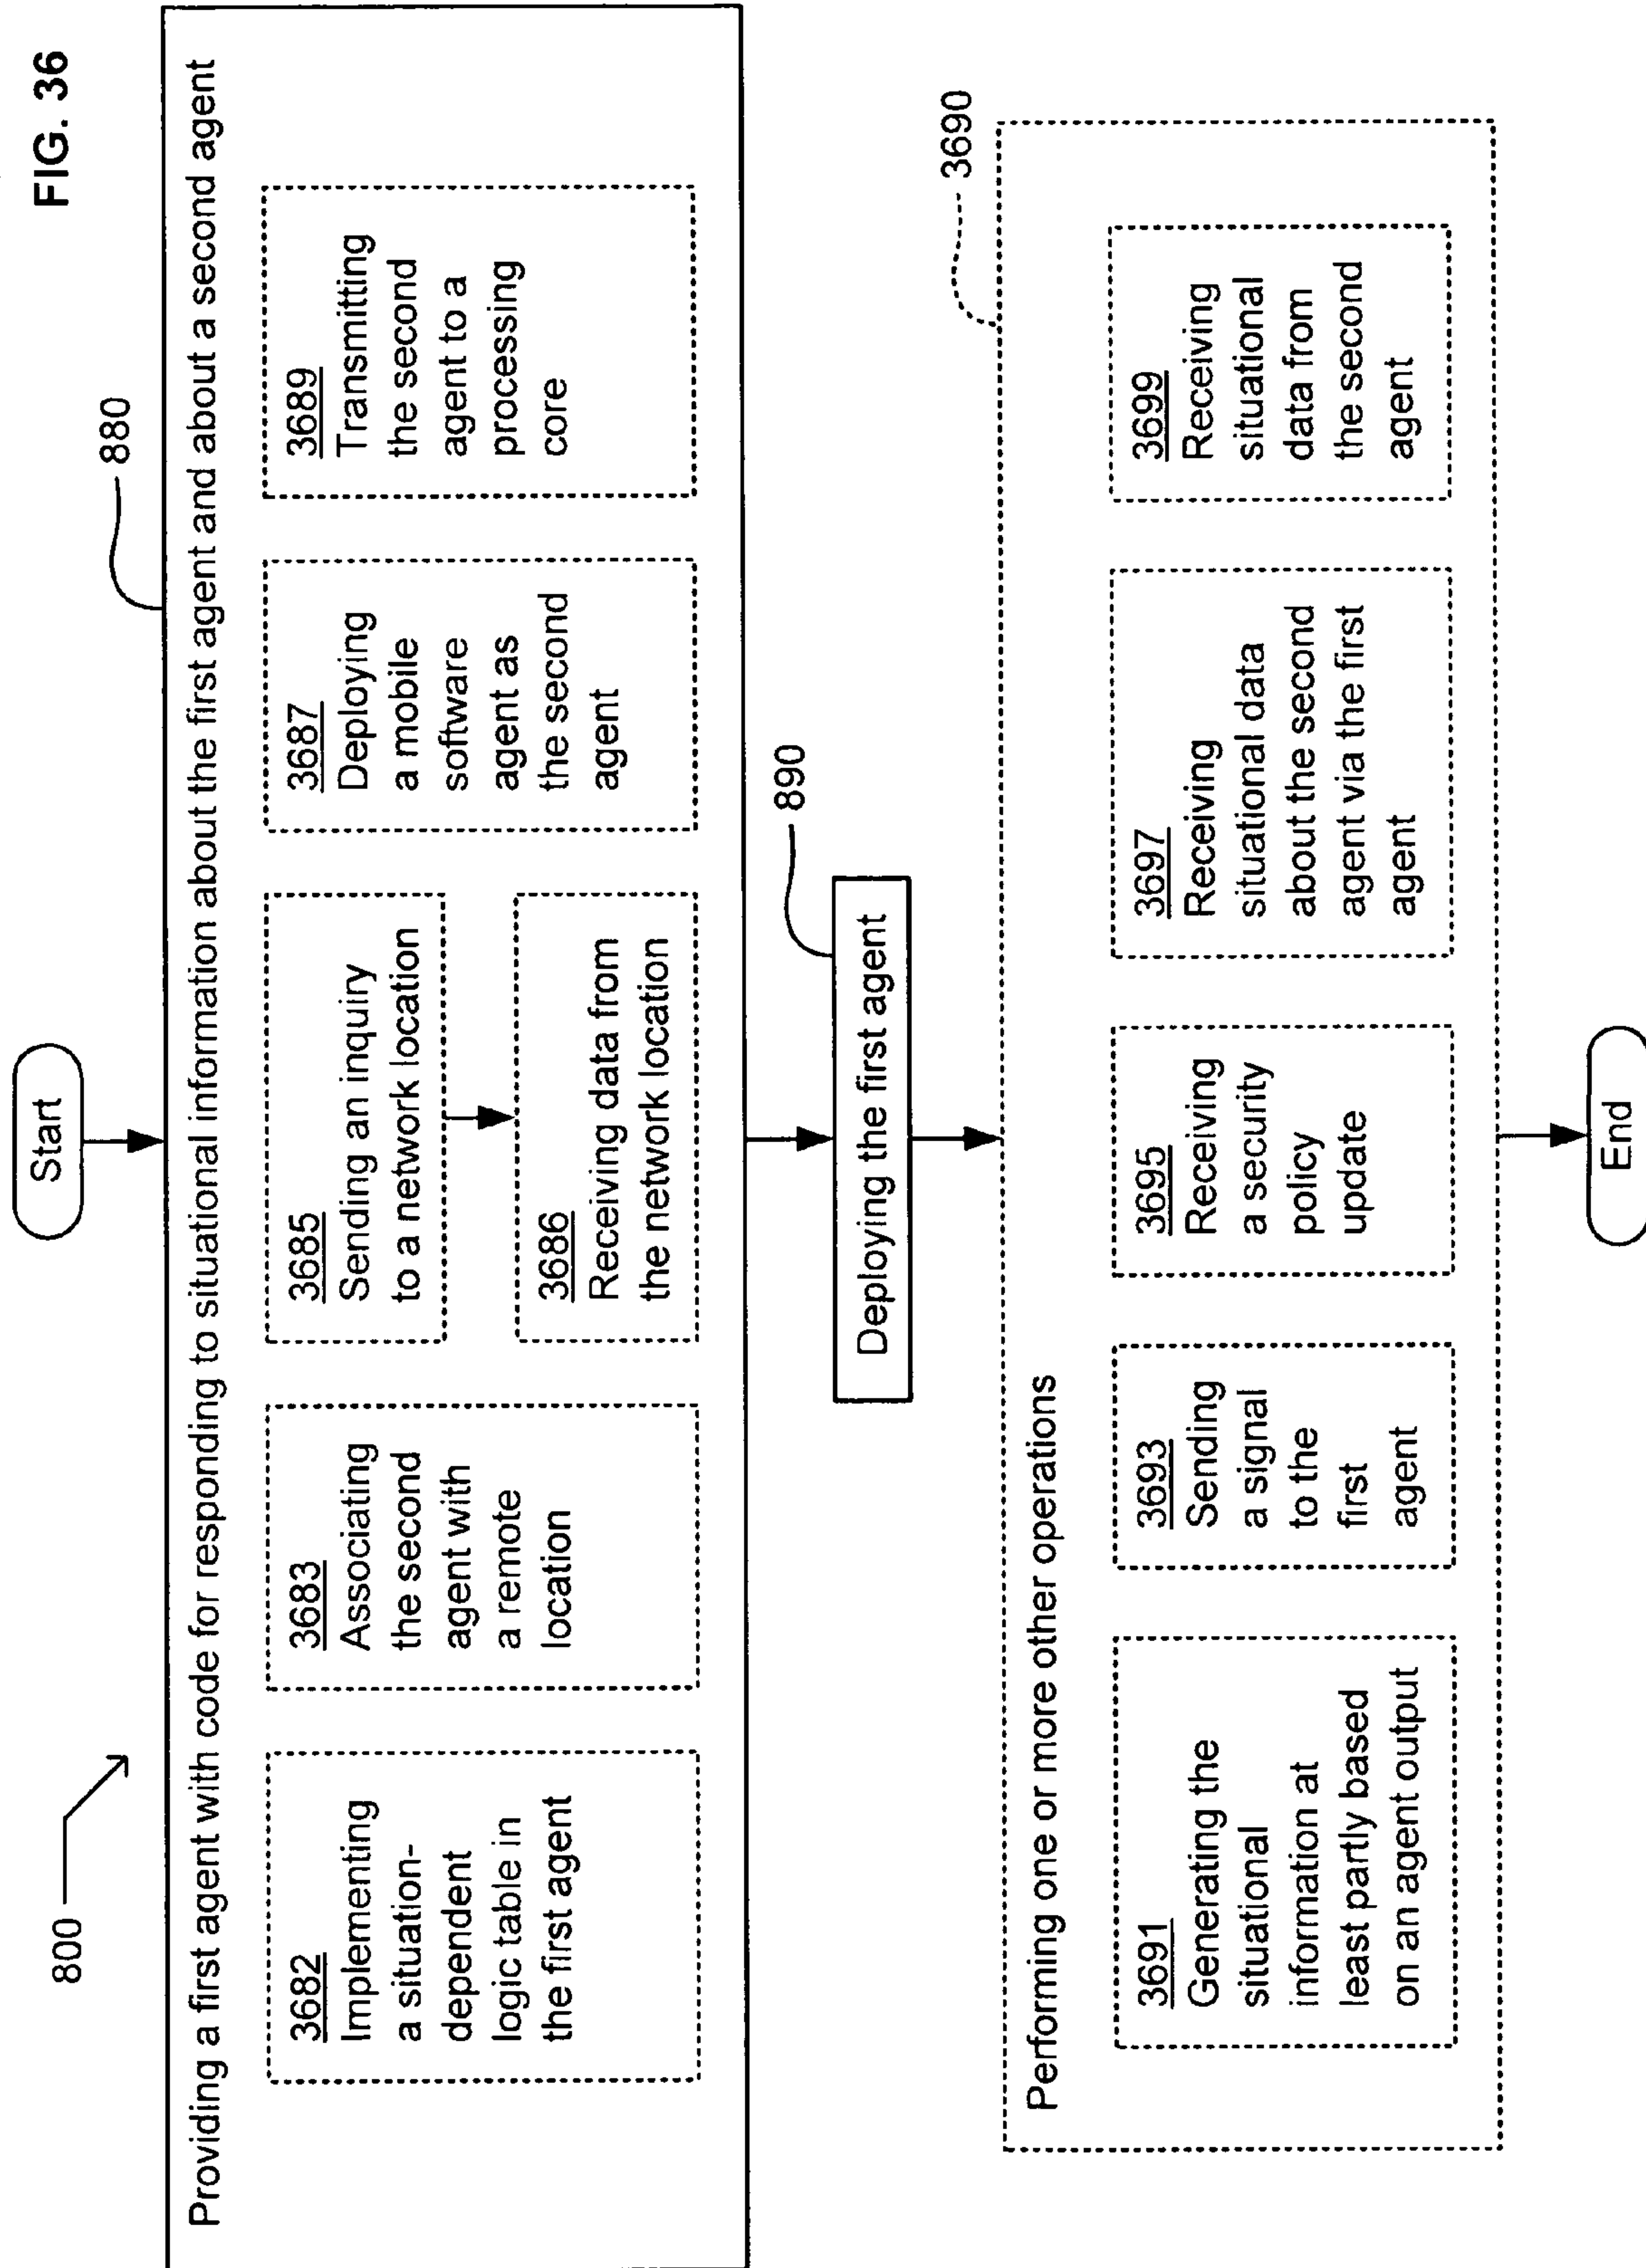 FIG. 36
800
Start
880
Providing a first agent with code for responding to situational information about the first agent and about a second agent
3682
Implementing
a situation-
dependent
logic table in
the first agent
3683
Associating
the second
agent with
a remote
location
3685
Sending an inquiry
to a network location
3686
Receiving data from
the network location
3687
Deploying
a mobile
software
agent as
the second
agent
3689
Transmitting
the second
agent to a
processing
core
890
Deploying the first agent
3690
Performing one or more other operations
3691
Generating the
situational
information at
least partly based
on an agent output
3693
Sending
a signal
to the
first
agent
3695
Receiving
a security
policy
update
3697
Receiving
situational data
about the second
agent via the first
agent
3699
Receiving
situational
data from
the second
agent
End